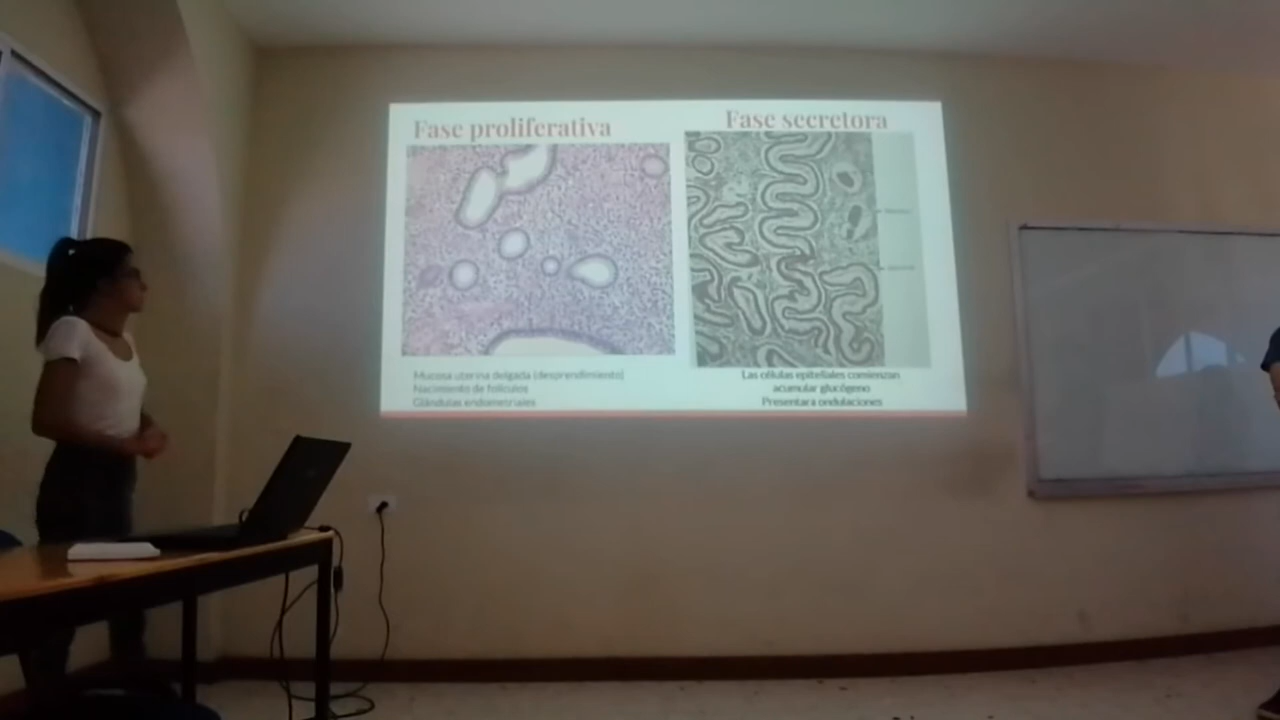 Fase proliferativa
Fase secretora
Mucosa uterina delgada (desprendimiento)
Nacimiento de folículos
Glándulas endometriales
Las células epiteliales comienzan
acumular glucógeno
Presentará ondulaciones